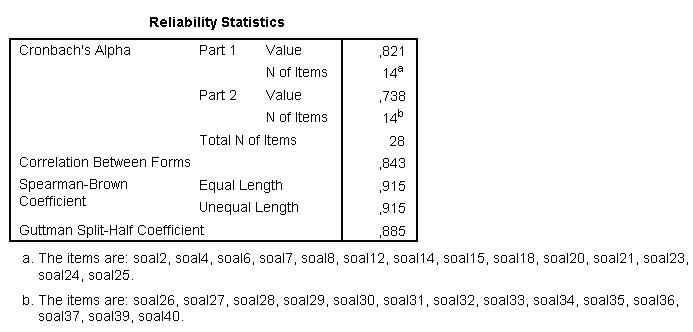 Reliability Statistics
Cronbach's Alpha Part 1 Value ,821
N of Items 14a
Part 2 Value ,738
N of Items 14b
Total N of Items 28
Correlation Between Forms ,843
Spearman-Brown Coefficient Equal Length ,915
Unequal Length ,915
Guttman Split-Half Coefficient ,885
a. The items are: soal2, soal4, soal6, soal7, soal8, soal12, soal14, soal15, soal18, soal20, soal21, soal23,
soal24, soal25.
b. The items are: soal26, soal27, soal28, soal29, soal30, soal31, soal32, soal33, soal34, soal35, soal36,
soal37, soal39, soal40.